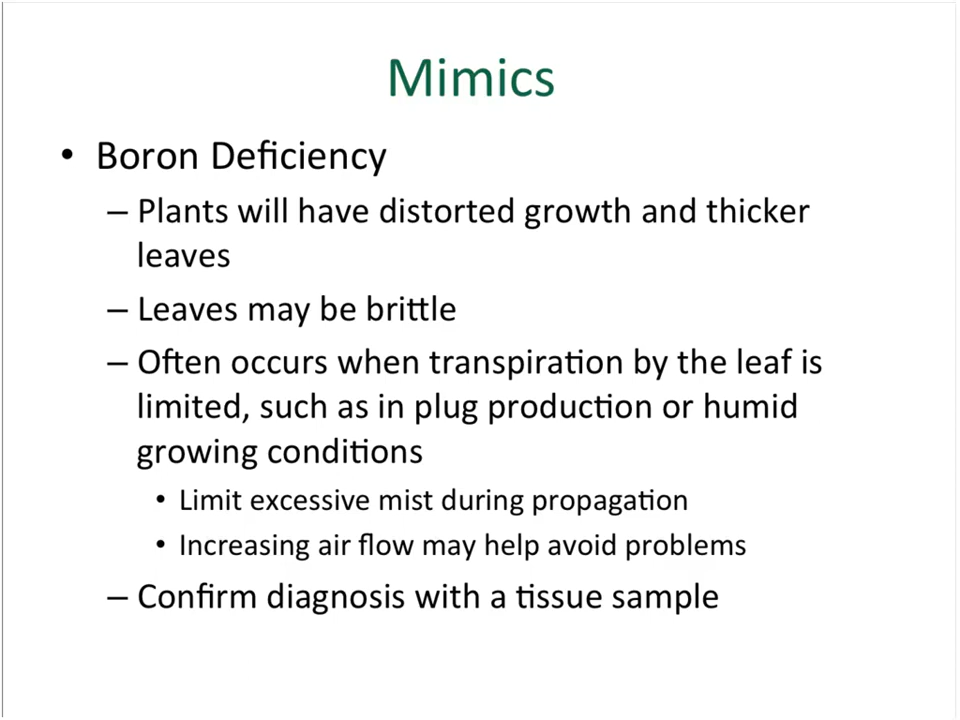 Mimics
• Boron Deficiency
– Plants will have distorted growth and thicker
leaves
– Leaves may be brittle
– Often occurs when transpiration by the leaf is
limited, such as in plug production or humid
growing conditions
• Limit excessive mist during propagation
• Increasing air flow may help avoid problems
– Confirm diagnosis with a tissue sample